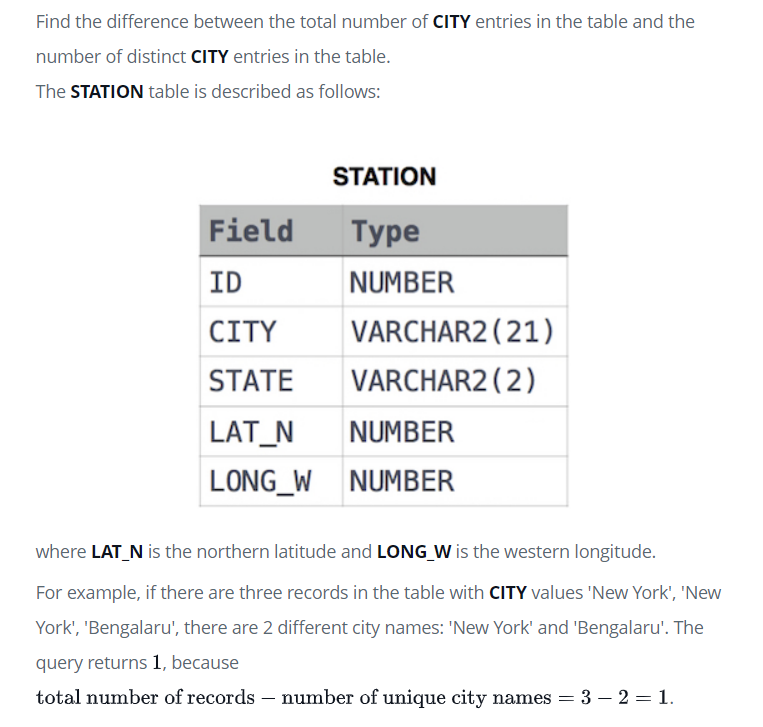 Find the difference between the total number of CITY entries in the table and the
number of distinct CITY entries in the table.
The STATION table is described as follows:
STATION
Field Type
ID NUMBER
CITY VARCHAR2(21)
STATE VARCHAR2(2)
LAT_N NUMBER
LONG_W NUMBER
where LAT_N is the northern latitude and LONG_W is the western longitude.
For example, if there are three records in the table with CITY values 'New York', 'New
York', 'Bengalaru', there are 2 different city names: 'New York' and 'Bengalaru'. The
query returns 1, because
total number of records − number of unique city names = 3 − 2 = 1.